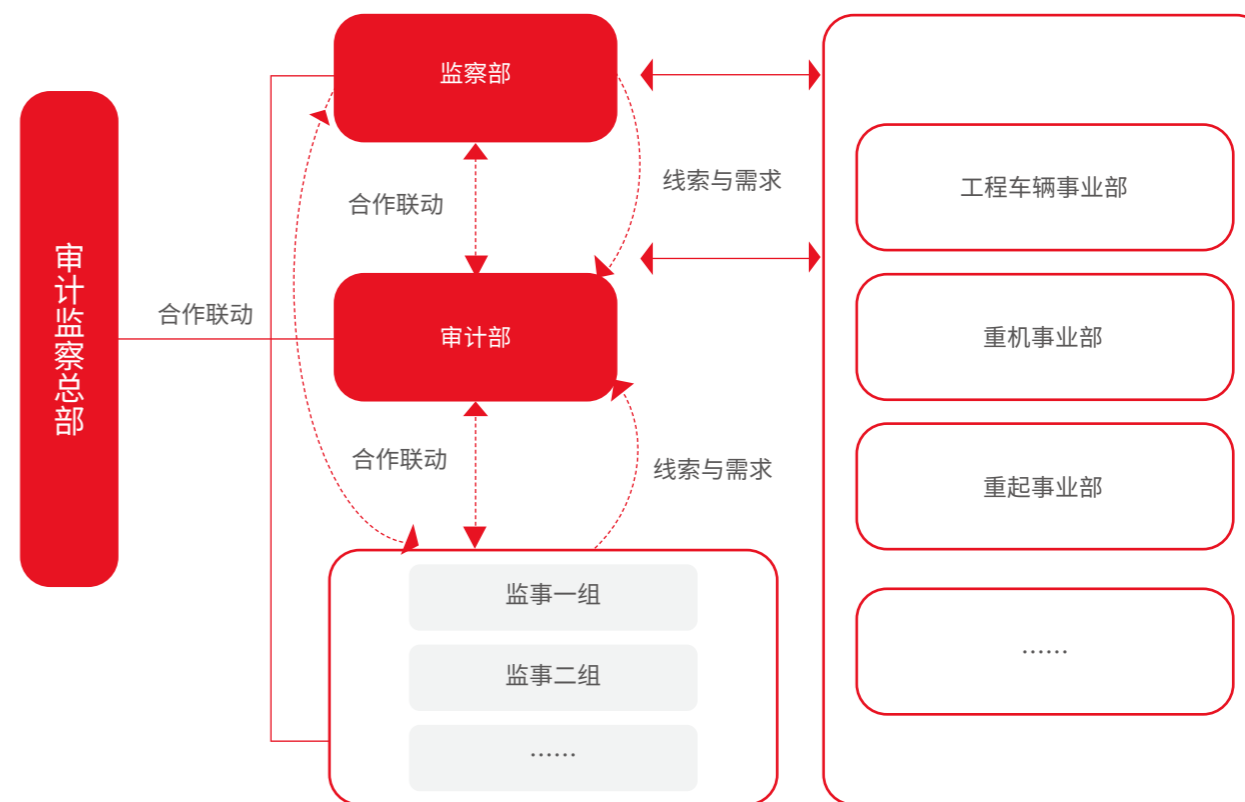 审计监察总部
合作联动
监察部
合作联动
线索与需求
审计部
合作联动
线索与需求
监事一组
监事二组
……
工程车辆事业部
重机事业部
重起事业部
……